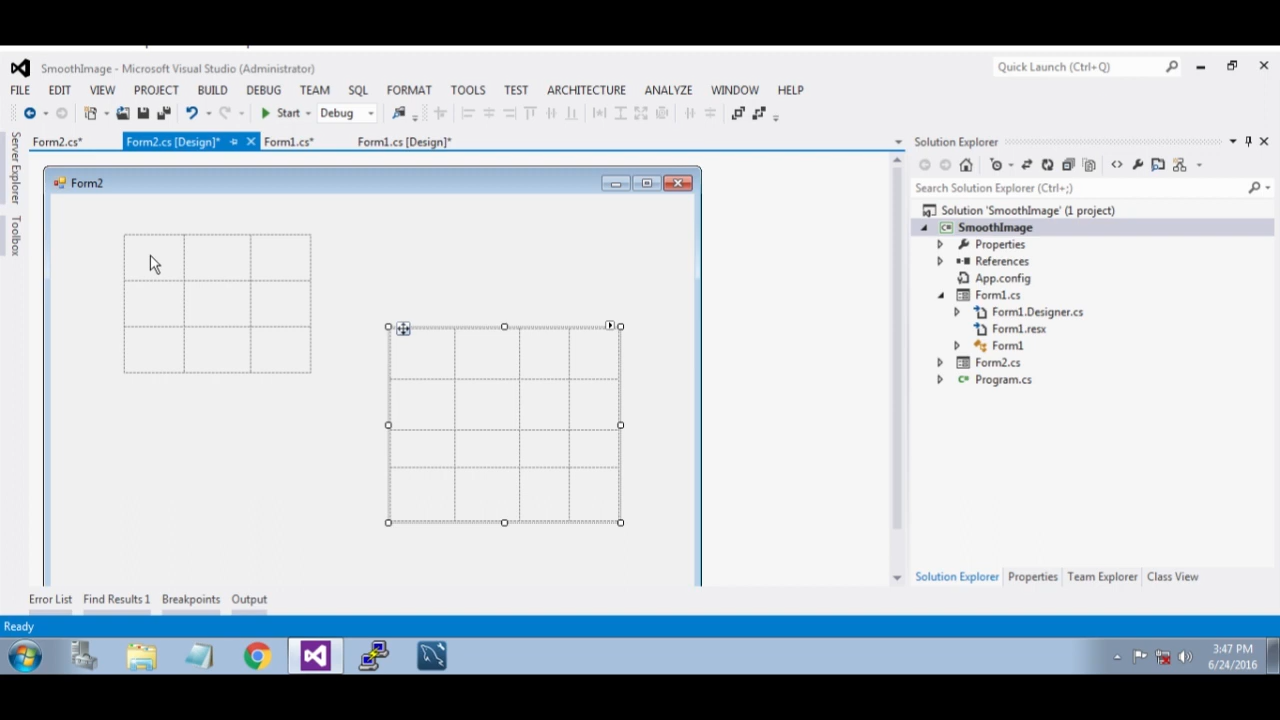 SmoothImage - Microsoft Visual Studio (Administrator)
Quick Launch (Ctrl+Q)
FILE EDIT VIEW PROJECT BUILD DEBUG TEAM SQL FORMAT TOOLS TEST ARCHITECTURE ANALYZE WINDOW HELP
Start Debug
Form2.cs* Form2.cs [Design]* Form1.cs* Form1.cs [Design]*
Server Explorer
Toolbox
Form2
Solution Explorer
Search Solution Explorer (Ctrl+;)
Solution 'SmoothImage' (1 project)
SmoothImage
Properties
References
App.config
Form1.cs
Form1.Designer.cs
Form1.resx
Form1
Form2.cs
Program.cs
Solution Explorer Properties Team Explorer Class View
Error List Find Results 1 Breakpoints Output
Ready
3:47 PM
6/24/2016